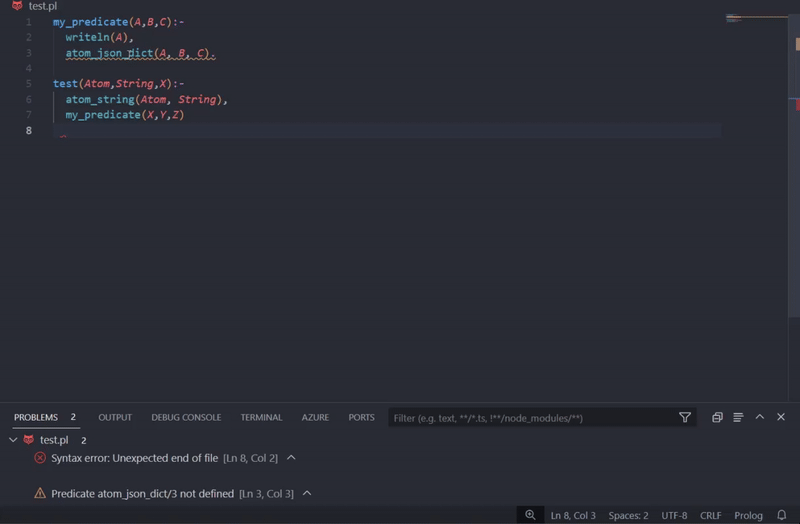 test.pl
1 my_predicate(A,B,C):-
2 writeln(A),
3 atom_json_dict(A, B, C).
4
5 test(Atom,String,X):-
6 atom_string(Atom, String),
7 my_predicate(X,Y,Z)
8
PROBLEMS 2 OUTPUT DEBUG CONSOLE TERMINAL AZURE PORTS Filter (e.g. text, **/*.ts, !**/node_modules/**)
test.pl 2
Syntax error: Unexpected end of file [Ln 8, Col 2]
Predicate atom_json_dict/3 not defined [Ln 3, Col 3]
Ln 8, Col 3 Spaces: 2 UTF-8 CRLF Prolog